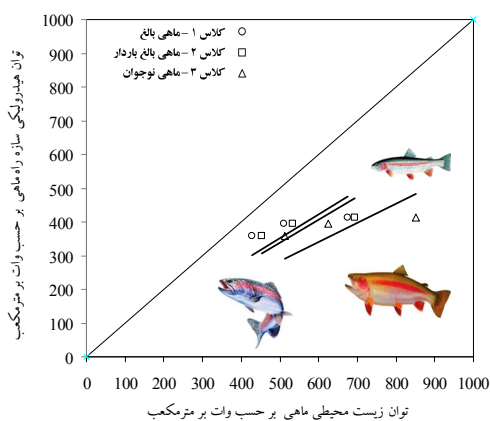 کلاس ۱ -ماهی بالغ
کلاس ۲ -ماهی بالغ باردار
کلاس ۳ -ماهی نوجوان
توان هیدرولیکی سازه راه ماهی بر حسب وات بر مترمکعب
1000
900
800
700
600
500
400
300
200
100
0
0 100 200 300 400 500 600 700 800 900 1000
توان زیست محیطی ماهی بر حسب وات بر مترمکعب